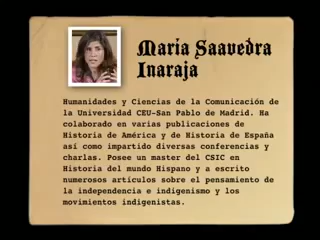 María Saavedra
Inaraja
Humanidades y Ciencias de la Comunicación de
la Universidad CEU-San Pablo de Madrid. Ha
colaborado en varias publicaciones de
Historia de América y de Historia de España
así como impartido diversas conferencias y
charlas. Posee un master del CSIC en
Historia del mundo Hispano y a escrito
numerosos artículos sobre el pensamiento de
la independencia e indigenismo y los
movimientos indigenistas.